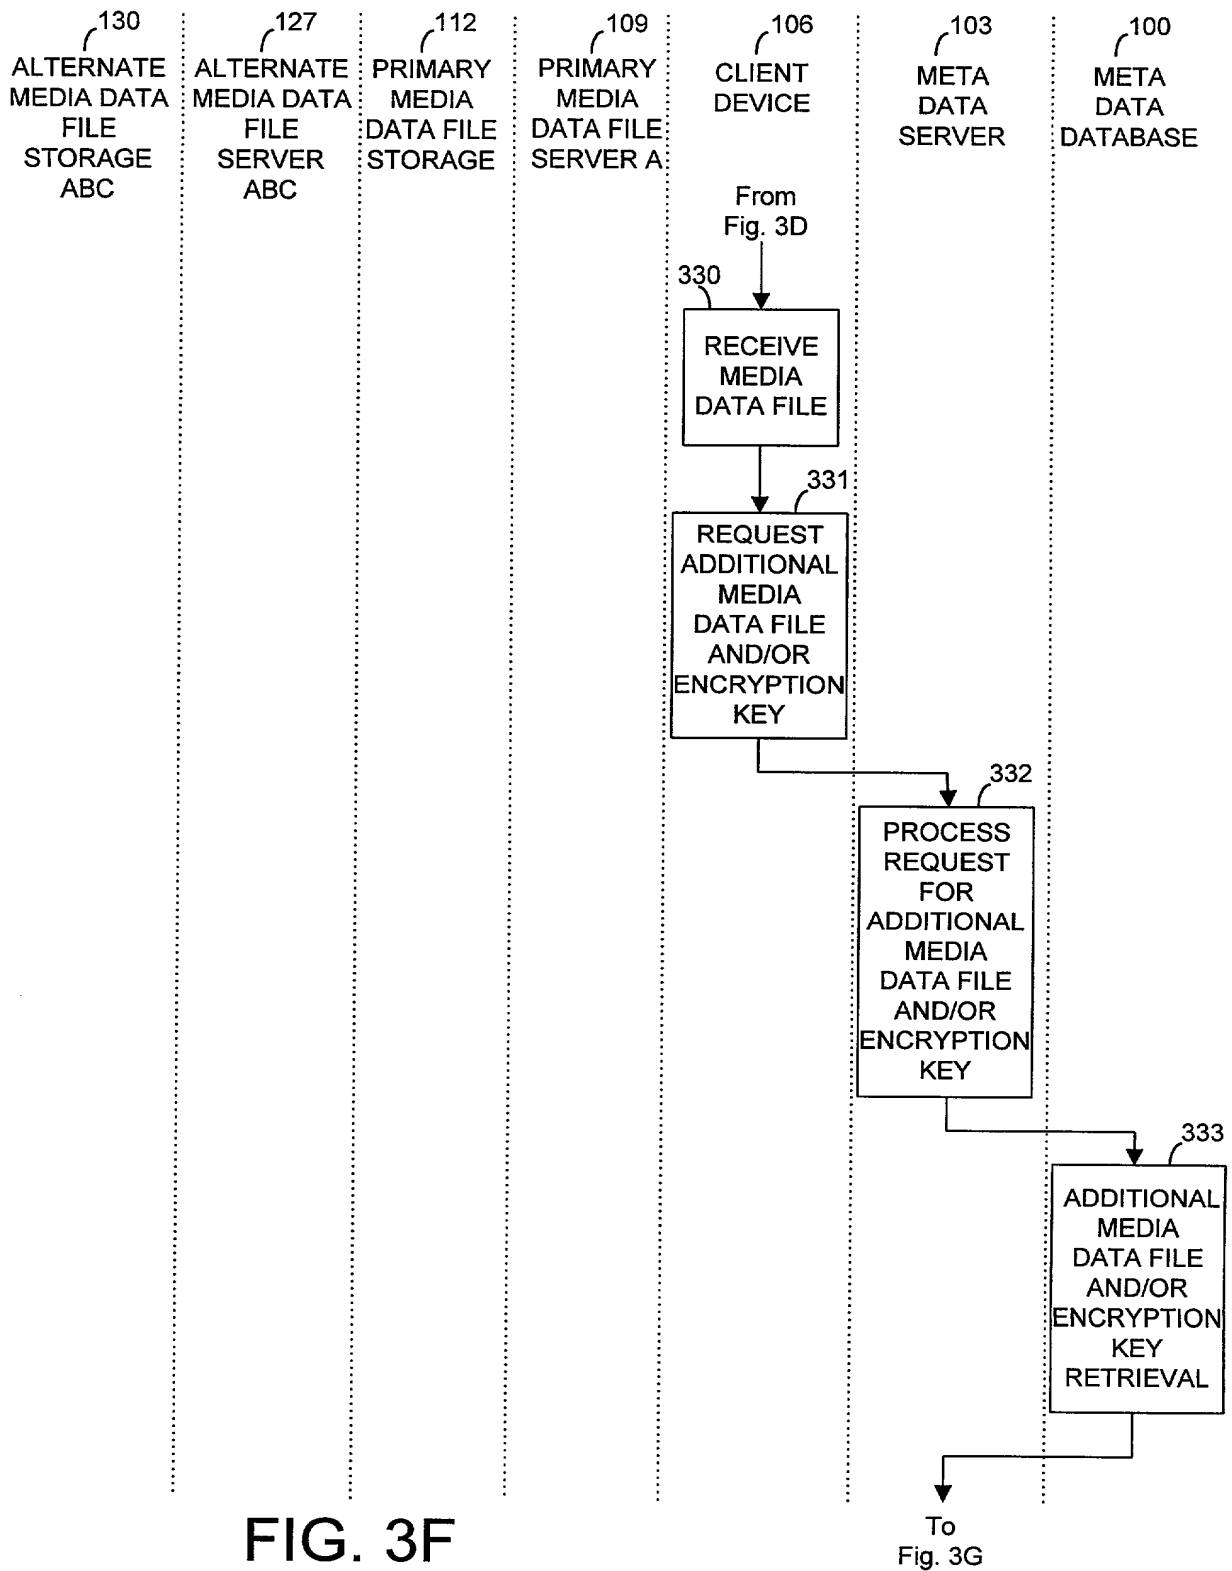 130
ALTERNATE
MEDIA DATA
FILE
STORAGE
ABC
127
ALTERNATE
MEDIA DATA
FILE
SERVER
ABC
112
PRIMARY
MEDIA
DATA FILE
STORAGE
109
PRIMARY
MEDIA
DATA FILE
SERVER A
106
CLIENT
DEVICE
103
META
DATA
SERVER
100
META
DATA
DATABASE
From
Fig. 3D
330
RECEIVE
MEDIA
DATA FILE
331
REQUEST
ADDITIONAL
MEDIA
DATA FILE
AND/OR
ENCRYPTION
KEY
332
PROCESS
REQUEST
FOR
ADDITIONAL
MEDIA
DATA FILE
AND/OR
ENCRYPTION
KEY
333
ADDITIONAL
MEDIA
DATA FILE
AND/OR
ENCRYPTION
KEY
RETRIEVAL
To
Fig. 3G
FIG. 3F